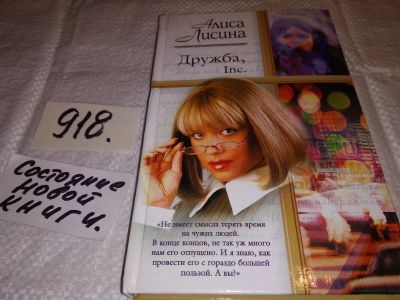 Алиса
Лисина
Дружба,
Inc.
918.
Состояние
новой
книги.
«Не имеет смысла терять время
на чужих людей.
В конце концов, не так уж много
нам его отпущено. И я знаю, как
провести его с гораздо большей
пользой. А вы?»